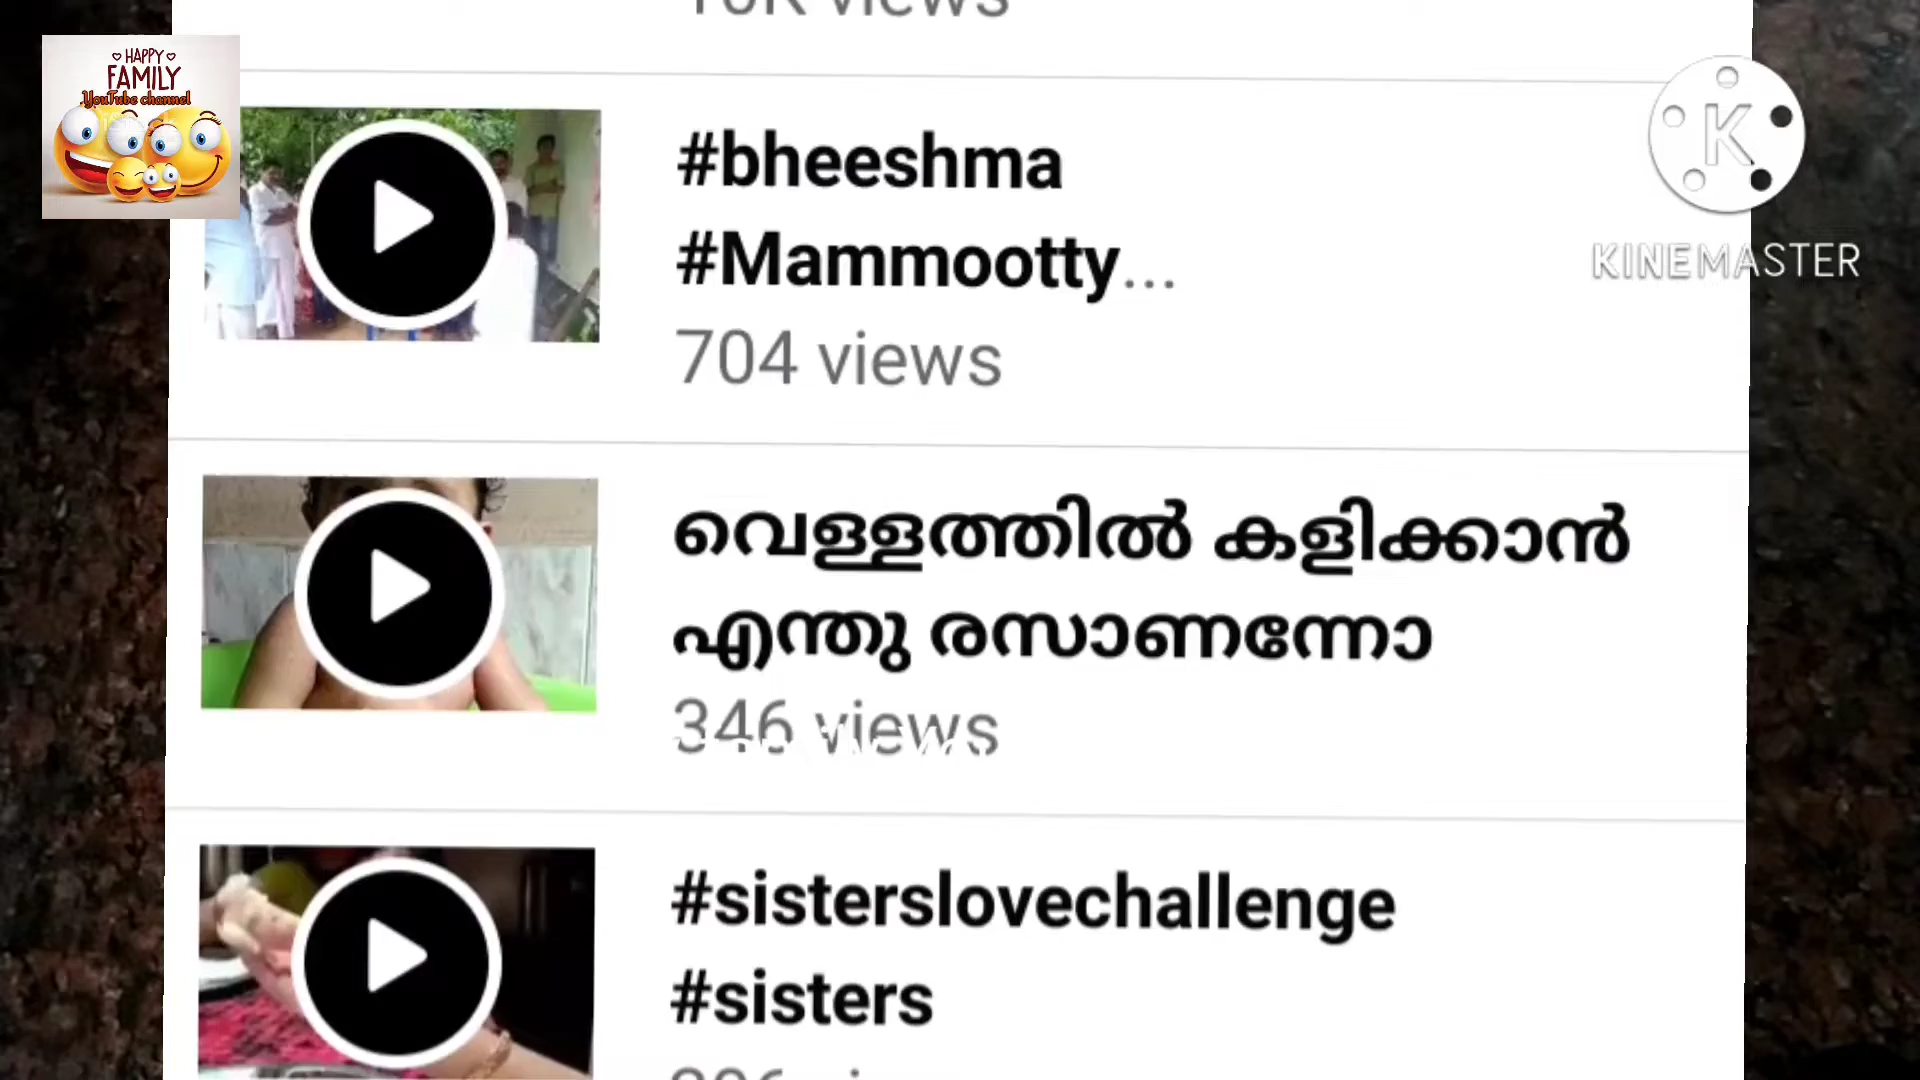 HAPPY
FAMILY
YouTube channel
#bheeshma
#Mammootty...
704 views
K
KINEMASTER
വെള്ളത്തിൽ കളിക്കാൻ
എന്തു രസാണന്നോ
346 views
#sisterslovechallenge
#sisters